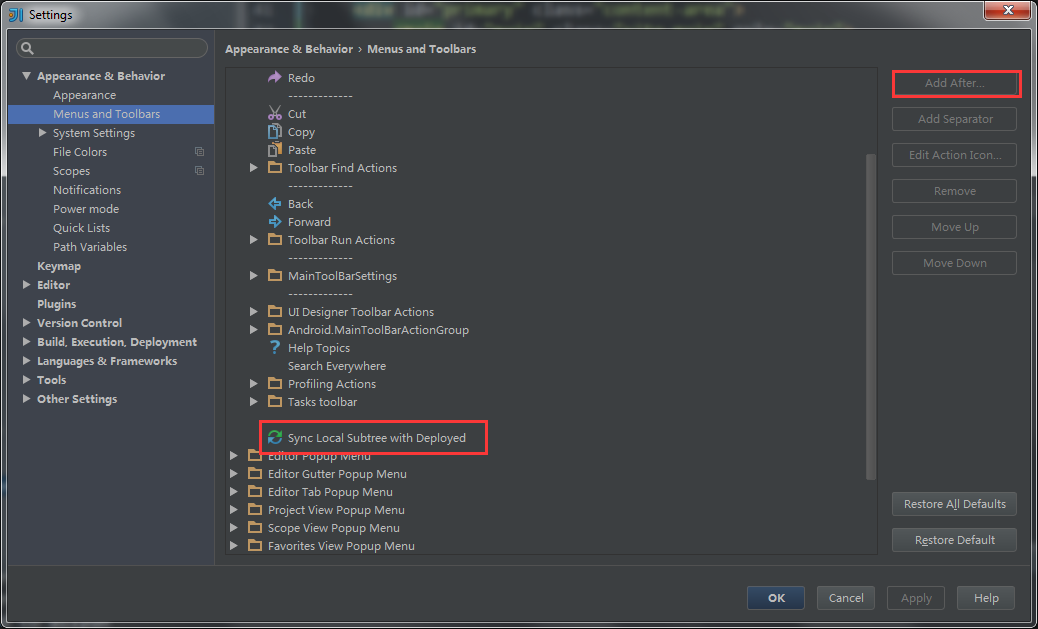 Settings
Appearance & Behavior
Appearance
Menus and Toolbars
System Settings
File Colors
Scopes
Notifications
Power mode
Quick Lists
Path Variables
Keymap
Editor
Plugins
Version Control
Build, Execution, Deployment
Languages & Frameworks
Tools
Other Settings
Appearance & Behavior › Menus and Toolbars
Redo
-------------
Cut
Copy
Paste
Toolbar Find Actions
-------------
Back
Forward
Toolbar Run Actions
-------------
MainToolBarSettings
-------------
UI Designer Toolbar Actions
Android.MainToolBarActionGroup
Help Topics
Search Everywhere
Profiling Actions
Tasks toolbar
Sync Local Subtree with Deployed
Editor Popup Menu
Editor Gutter Popup Menu
Editor Tab Popup Menu
Project View Popup Menu
Scope View Popup Menu
Favorites View Popup Menu
Add After...
Add Separator
Edit Action Icon...
Remove
Move Up
Move Down
Restore All Defaults
Restore Default
OK
Cancel
Apply
Help